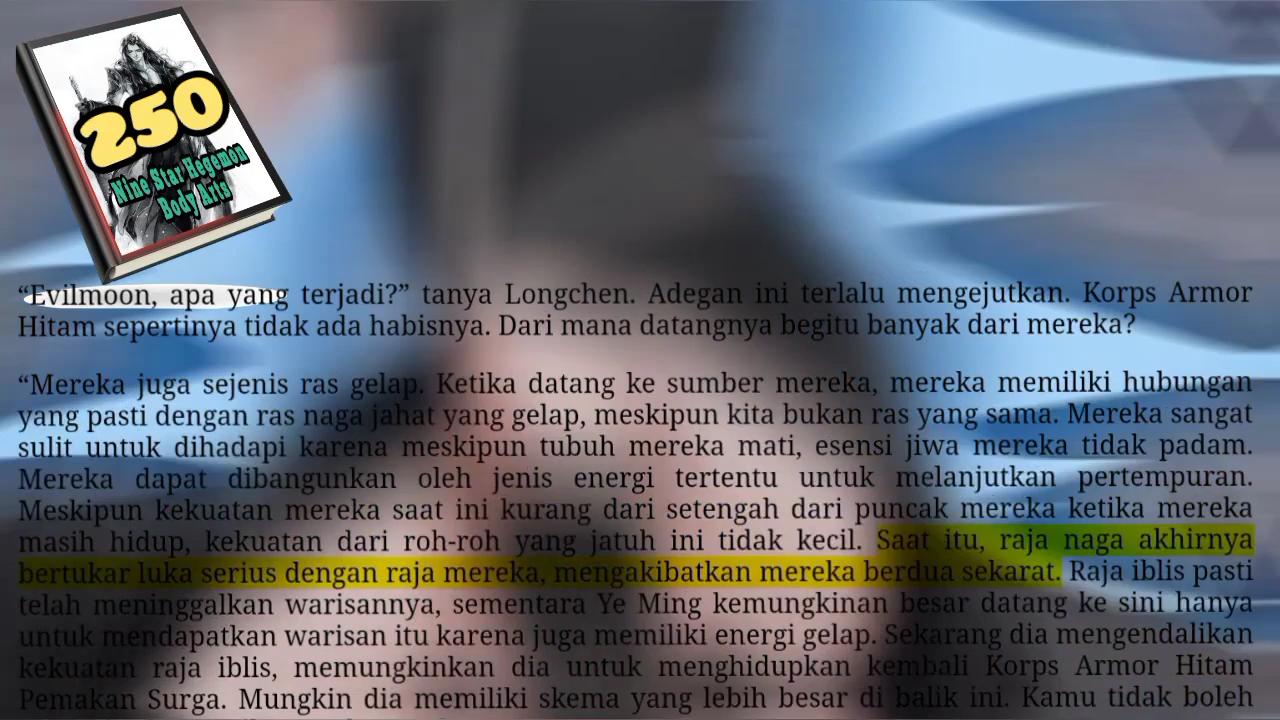 250
Nine Star Hegemon
Body Arts
“Evilmoon, apa yang terjadi?” tanya Longchen. Adegan ini terlalu mengejutkan. Korps Armor
Hitam sepertinya tidak ada habisnya. Dari mana datangnya begitu banyak dari mereka?
“Mereka juga sejenis ras gelap. Ketika datang ke sumber mereka, mereka memiliki hubungan
yang pasti dengan ras naga jahat yang gelap, meskipun kita bukan ras yang sama. Mereka sangat
sulit untuk dihadapi karena meskipun tubuh mereka mati, esensi jiwa mereka tidak padam.
Mereka dapat dibangunkan oleh jenis energi tertentu untuk melanjutkan pertempuran.
Meskipun kekuatan mereka saat ini kurang dari setengah dari puncak mereka ketika mereka
masih hidup, kekuatan dari roh-roh yang jatuh ini tidak kecil. Saat itu, raja naga akhirnya
bertukar luka serius dengan raja mereka, mengakibatkan mereka berdua sekarat. Raja iblis pasti
telah meninggalkan warisannya, sementara Ye Ming kemungkinan besar datang ke sini hanya
untuk mendapatkan warisan itu karena juga memiliki energi gelap. Sekarang dia mengendalikan
kekuatan raja iblis, memungkinkan dia untuk menghidupkan kembali Korps Armor Hitam
Pemakan Surga. Mungkin dia memiliki skema yang lebih besar di balik ini. Kamu tidak boleh